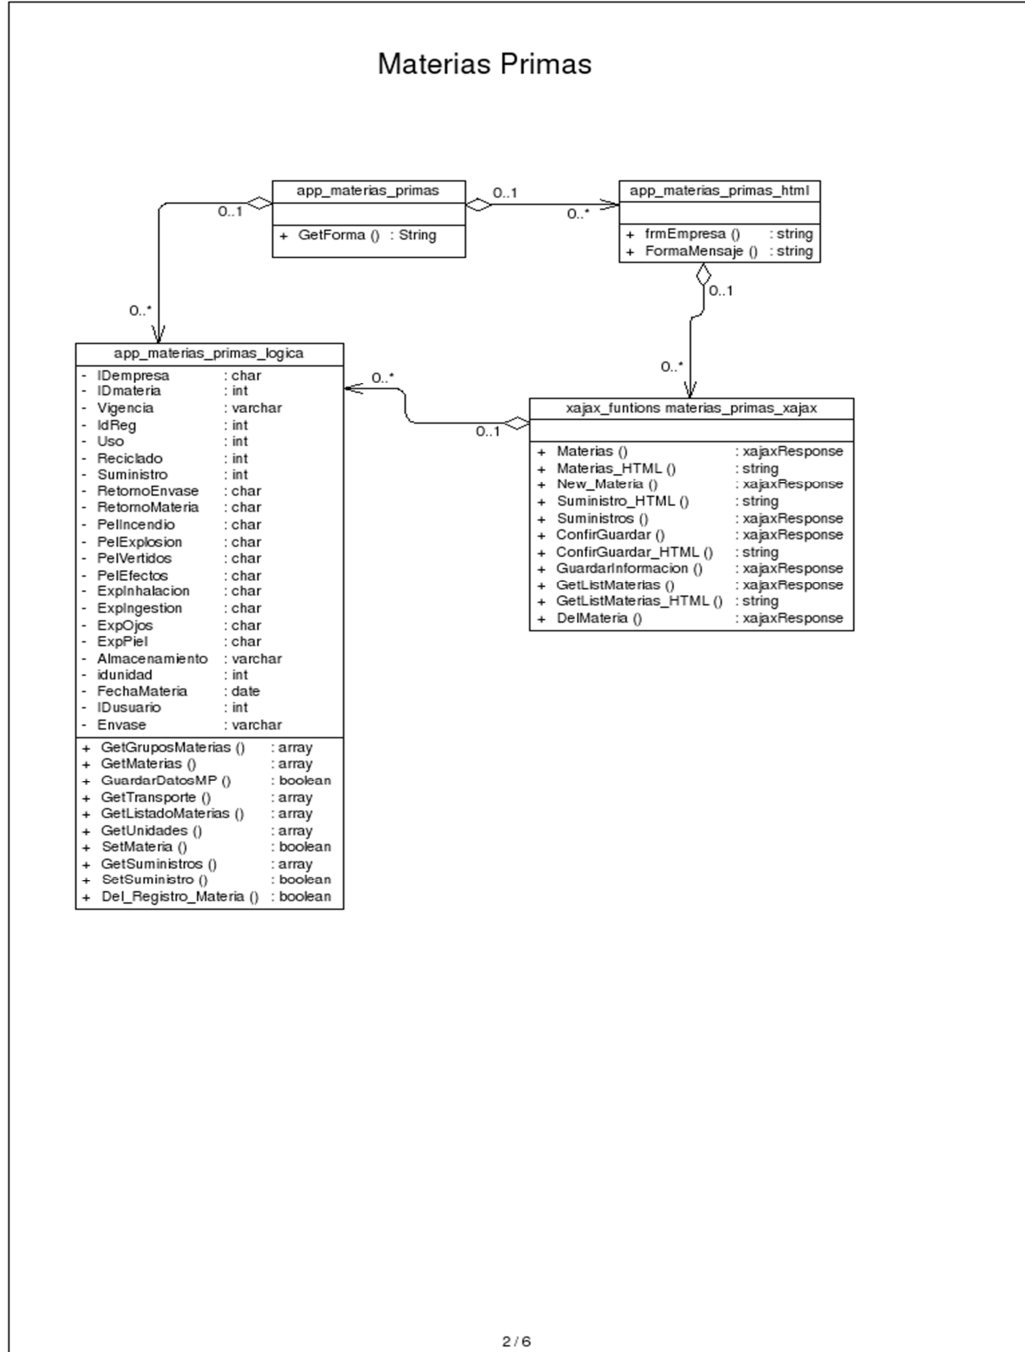 Materias Primas
app_materias_primas
+ GetForma () : String
0..1
0..*
0..1
0..*
app_materias_primas_html
+ frmEmpresa () : string
+ FormaMensaje () : string
0..1
0..*
app_materias_primas_logica
- IDempresa : char
- IDmateria : int
- Vigencia : varchar
- IdReg : int
- Uso : int
- Reciclado : int
- Suministro : int
- RetornoEnvase : char
- RetornoMateria : char
- PelIncendio : char
- PelExplosion : char
- PelVertidos : char
- PelEfectos : char
- ExpInhalacion : char
- ExpIngestion : char
- ExpOjos : char
- ExpPiel : char
- Almacenamiento : varchar
- idunidad : int
- FechaMateria : date
- IDusuario : int
- Envase : varchar
+ GetGruposMaterias () : array
+ GetMaterias () : array
+ GuardarDatosMP () : boolean
+ GetTransporte () : array
+ GetListadoMaterias () : array
+ GetUnidades () : array
+ SetMateria () : boolean
+ GetSuministros () : array
+ SetSuministro () : boolean
+ Del_Registro_Materia () : boolean
0..*
0..1
xajax_funtions materias_primas_xajax
+ Materias () : xajaxResponse
+ Materias_HTML () : string
+ New_Materia () : xajaxResponse
+ Suministro_HTML () : string
+ Suministros () : xajaxResponse
+ ConfirGuardar () : xajaxResponse
+ ConfirGuardar_HTML () : string
+ GuardarInformacion () : xajaxResponse
+ GetListMaterias () : xajaxResponse
+ GetListMaterias_HTML () : string
+ DelMateria () : xajaxResponse
2 / 6